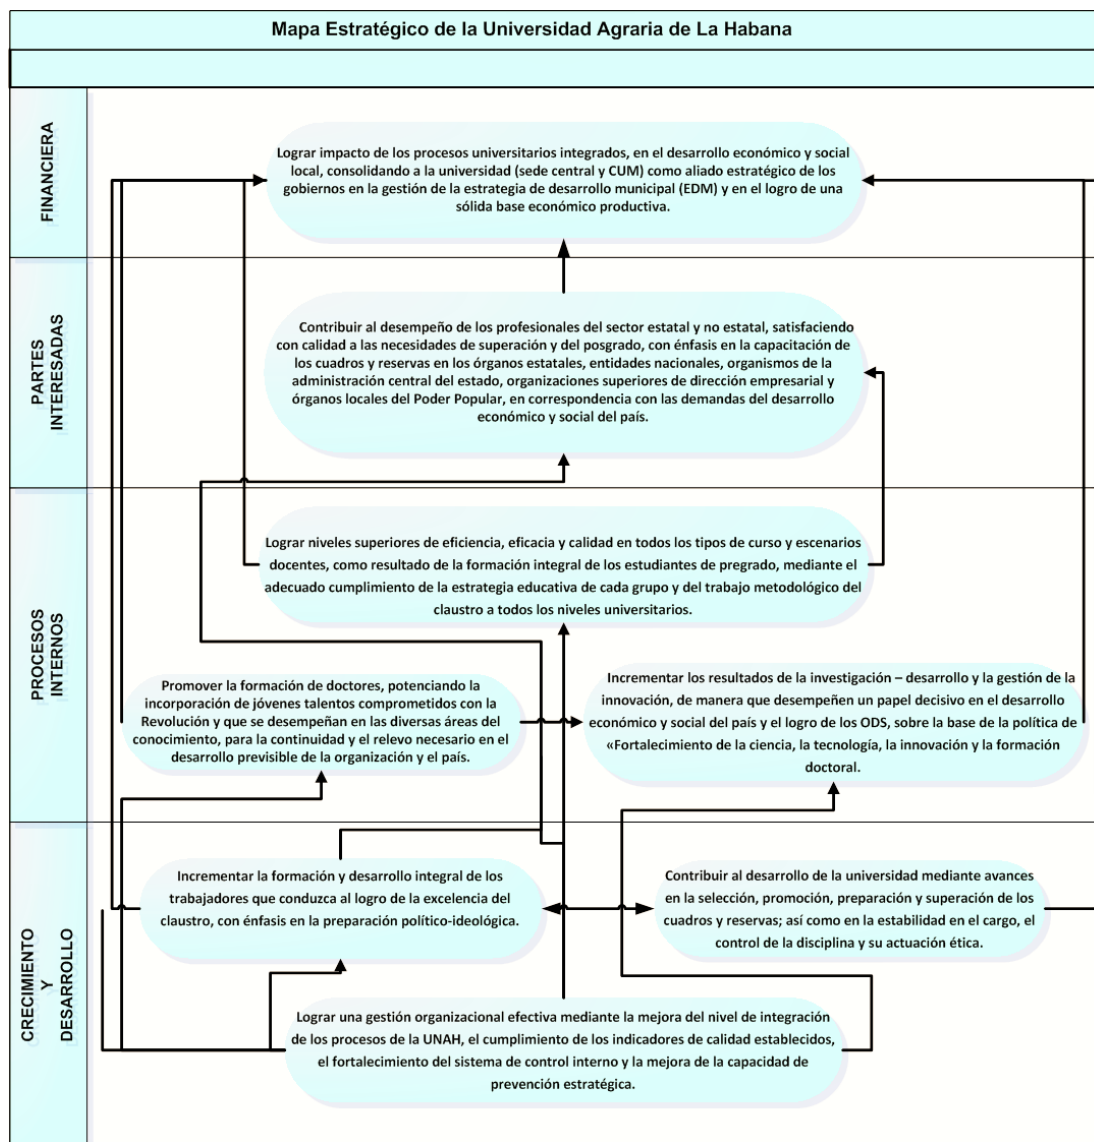 Mapa Estratégico de la Universidad Agraria de La Habana
FINANCIERA
Lograr impacto de los procesos universitarios integrados, en el desarrollo económico y social
local, consolidando a la universidad (sede central y CUM) como aliado estratégico de los
gobiernos en la gestión de la estrategia de desarrollo municipal (EDM) y en el logro de una
sólida base económico productiva.
PARTES
INTERESADAS
Contribuir al desempeño de los profesionales del sector estatal y no estatal, satisfaciendo
con calidad a las necesidades de superación y del posgrado, con énfasis en la capacitación de
los cuadros y reservas en los órganos estatales, entidades nacionales, organismos de la
administración central del estado, organizaciones superiores de dirección empresarial y
órganos locales del Poder Popular, en correspondencia con las demandas del desarrollo
económico y social del país.
PROCESOS
INTERNOS
Lograr niveles superiores de eficiencia, eficacia y calidad en todos los tipos de curso y escenarios
docentes, como resultado de la formación integral de los estudiantes de pregrado, mediante el
adecuado cumplimiento de la estrategia educativa de cada grupo y del trabajo metodológico del
claustro a todos los niveles universitarios.
Promover la formación de doctores, potenciando la
incorporación de jóvenes talentos comprometidos con la
Revolución y que se desempeñan en las diversas áreas del
conocimiento, para la continuidad y el relevo necesario en el
desarrollo previsible de la organización y el país.
Incrementar los resultados de la investigación – desarrollo y la gestión de la
innovación, de manera que desempeñen un papel decisivo en el desarrollo
económico y social del país y el logro de los ODS, sobre la base de la política de
«Fortalecimiento de la ciencia, la tecnología, la innovación y la formación
doctoral.
CRECIMIENTO
Y
DESARROLLO
Incrementar la formación y desarrollo integral de los
trabajadores que conduzca al logro de la excelencia del
claustro, con énfasis en la preparación político-ideológica.
Contribuir al desarrollo de la universidad mediante avances
en la selección, promoción, preparación y superación de los
cuadros y reservas; así como en la estabilidad en el cargo, el
control de la disciplina y su actuación ética.
Lograr una gestión organizacional efectiva mediante la mejora del nivel de integración
de los procesos de la UNAH, el cumplimiento de los indicadores de calidad establecidos,
el fortalecimiento del sistema de control interno y la mejora de la capacidad de
prevención estratégica.